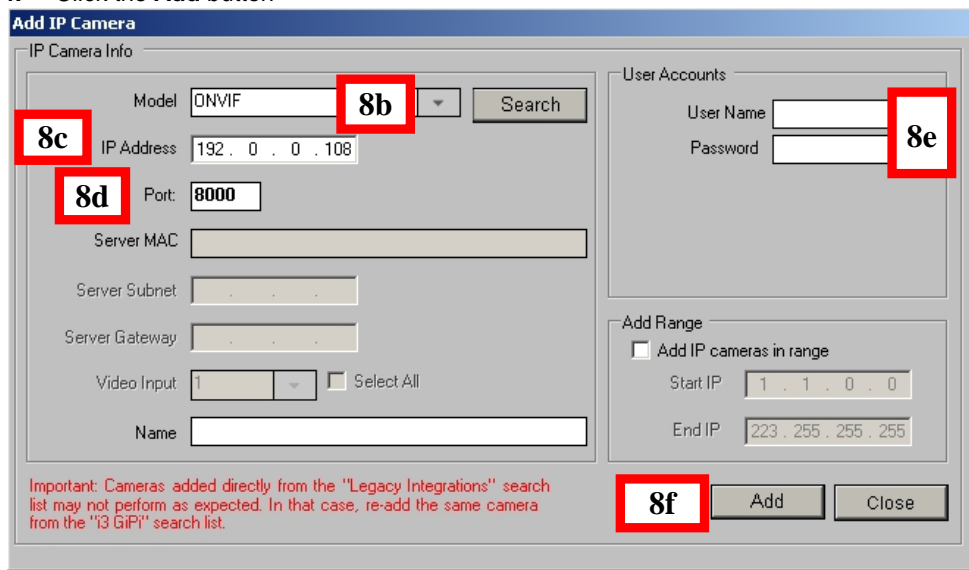 Add IP Camera
IP Camera Info
Model ONVIF 8b Search
8c IP Address 192 . 0 . 0 . 108
8d Port: 8000
Server MAC
Server Subnet . . .
Server Gateway . . .
Video Input 1 Select All
Name
User Accounts
User Name
Password
8e
Add Range
Add IP cameras in range
Start IP 1 . 1 . 0 . 0
End IP 223 . 255 . 255 . 255
Important: Cameras added directly from the "Legacy Integrations" search
list may not perform as expected. In that case, re-add the same camera
from the "i3 GiPi" search list.
8f Add Close